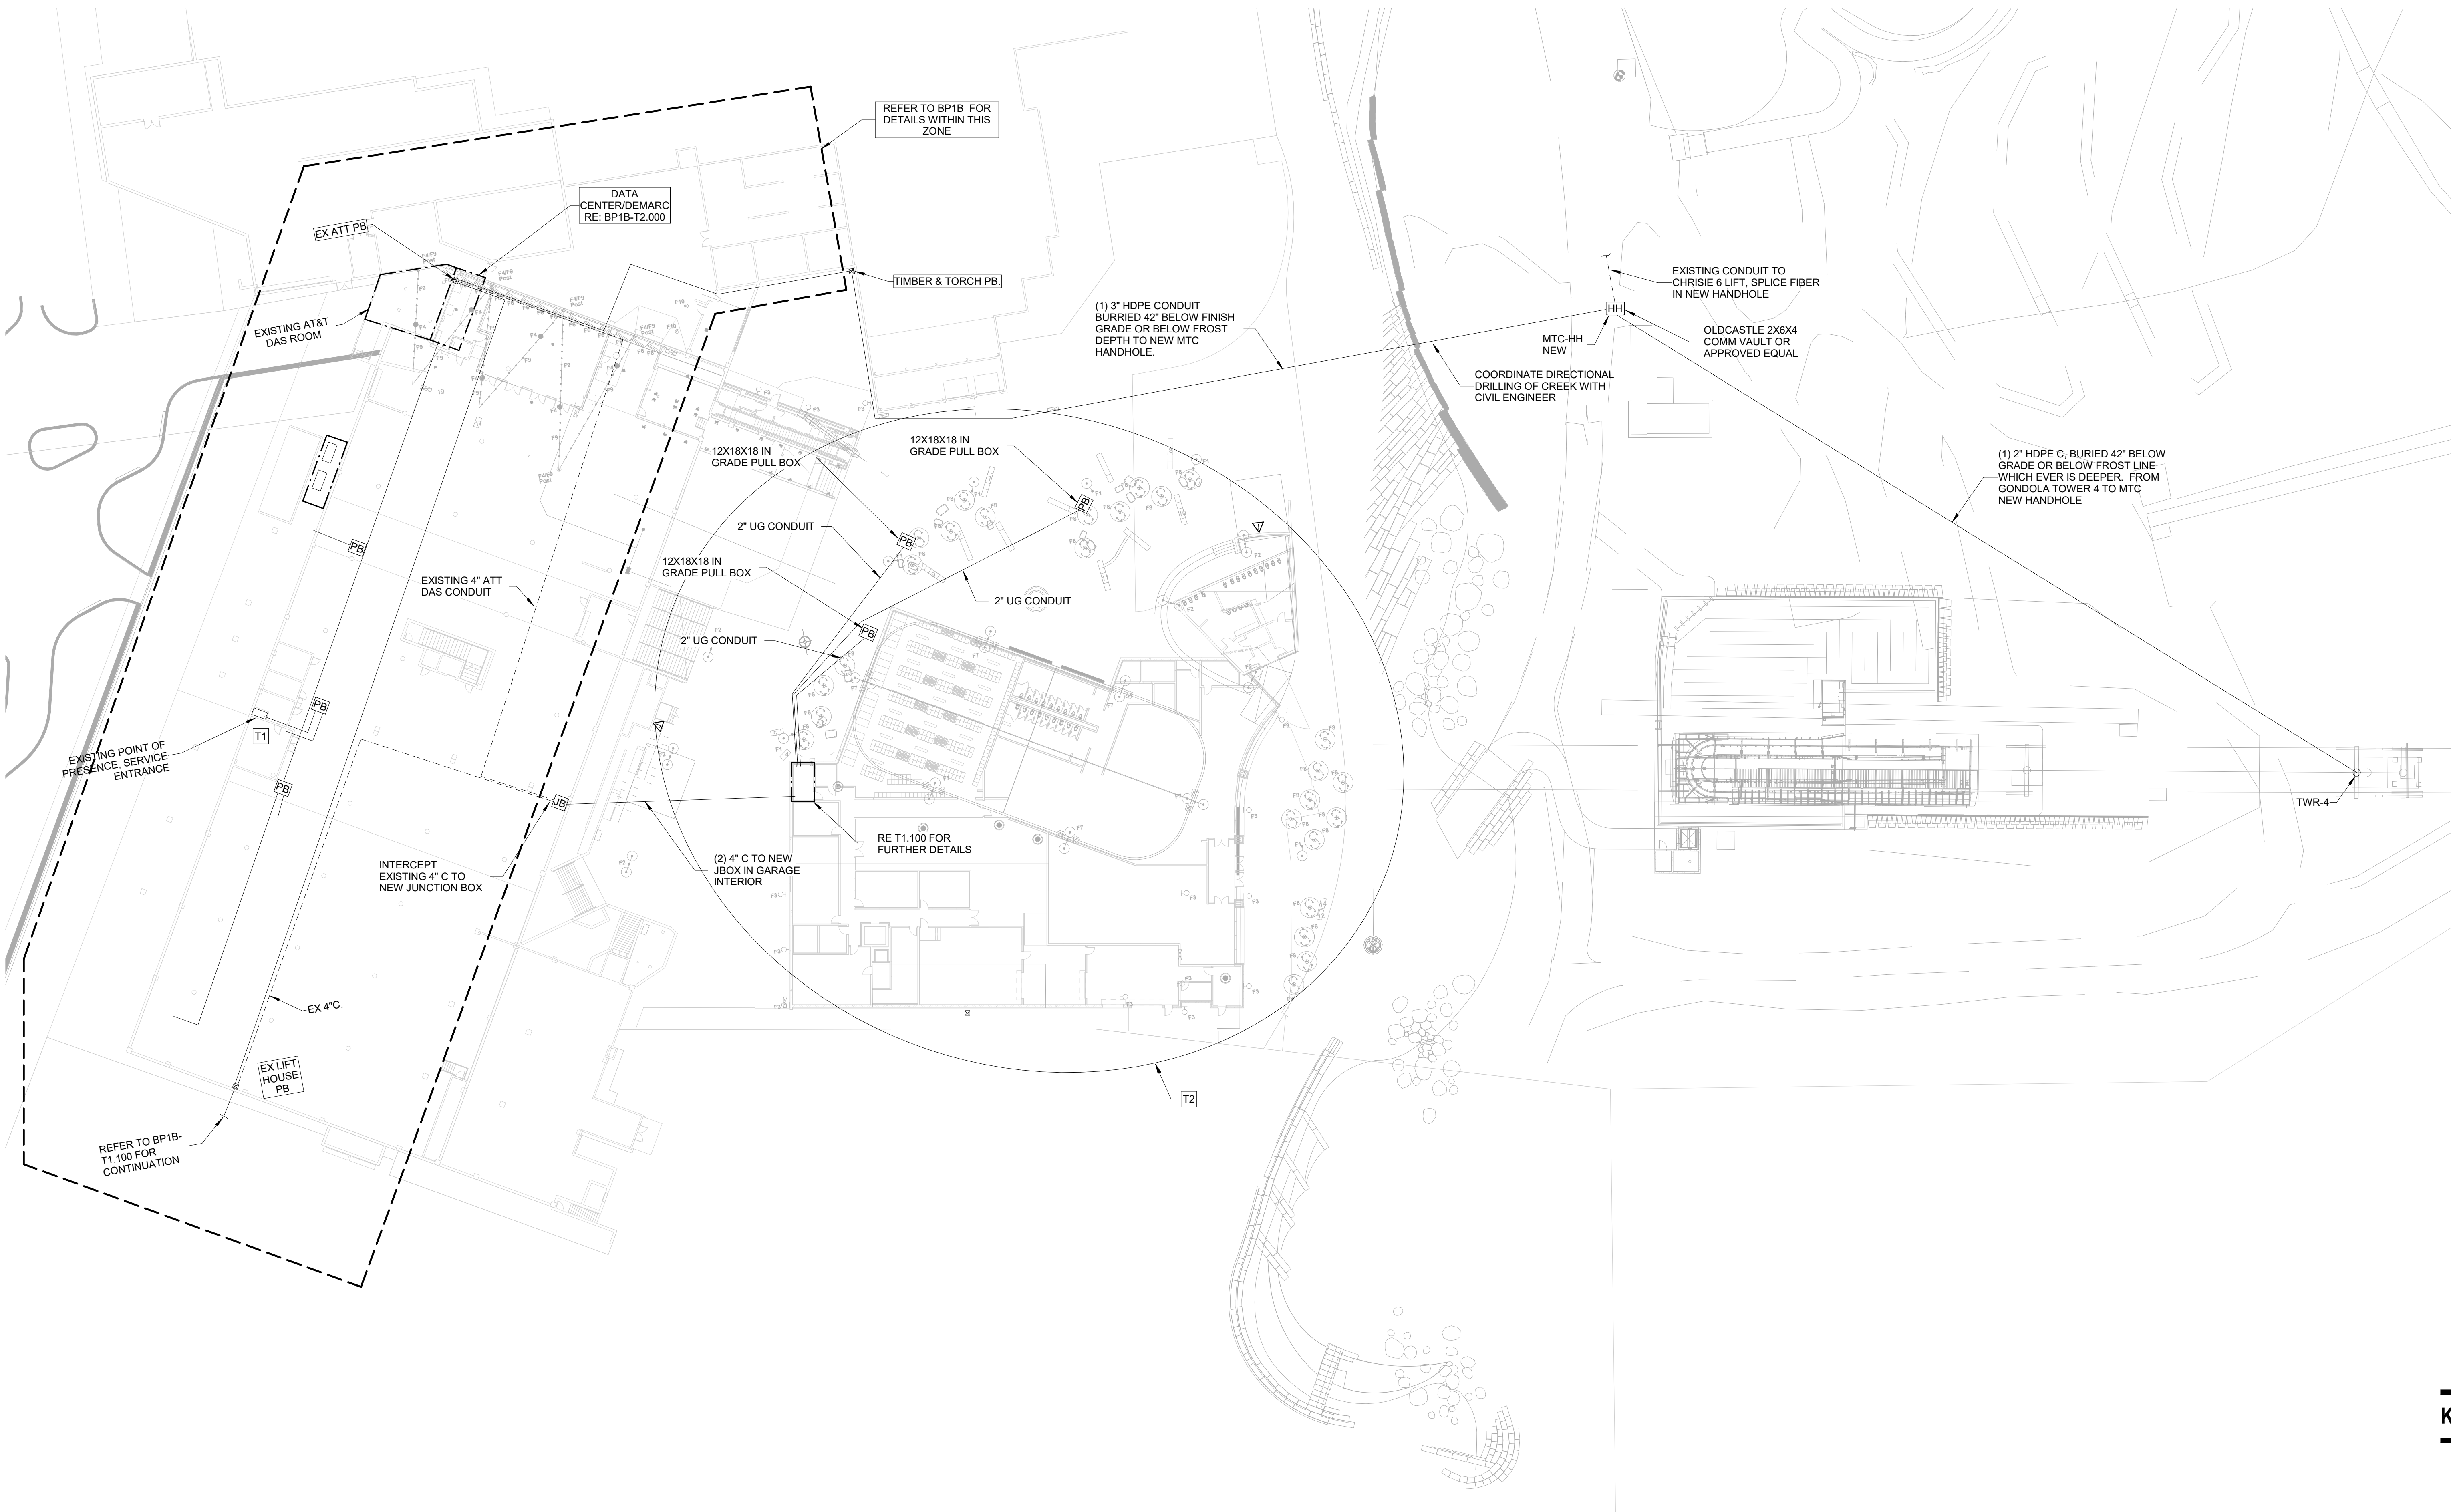 REFER TO BP1B FOR
DETAILS WITHIN THIS
ZONE
DATA
CENTER/DEMARC
RE: BP1B-T2.000
EX ATT PB
TIMBER & TORCH PB.
EXISTING AT&T
DAS ROOM
(1) 3" HDPE CONDUIT
BURRIED 42" BELOW FINISH
GRADE OR BELOW FROST
DEPTH TO NEW MTC
HANDHOLE.
EXISTING CONDUIT TO
CHRISIE 6 LIFT, SPLICE FIBER
IN NEW HANDHOLE
HH
MTC-HH
NEW
OLDCASTLE 2X6X4
COMM VAULT OR
APPROVED EQUAL
COORDINATE DIRECTIONAL
DRILLING OF CREEK WITH
CIVIL ENGINEER
(1) 2" HDPE C, BURIED 42" BELOW
GRADE OR BELOW FROST LINE
WHICH EVER IS DEEPER. FROM
GONDOLA TOWER 4 TO MTC
NEW HANDHOLE
12X18X18 IN
GRADE PULL BOX
12X18X18 IN
GRADE PULL BOX
PB
2" UG CONDUIT
PB
12X18X18 IN
GRADE PULL BOX
PB
2" UG CONDUIT
2" UG CONDUIT
PB
EXISTING 4" ATT
DAS CONDUIT
PB
PB
T1
EXISTING POINT OF
PRESENCE, SERVICE
ENTRANCE
JB
TWR-4
RE T1.100 FOR
FURTHER DETAILS
(2) 4" C TO NEW
JBOX IN GARAGE
INTERIOR
INTERCEPT
EXISTING 4" C TO
NEW JUNCTION BOX
EX 4"C.
EX LIFT
HOUSE
PB
REFER TO BP1B-
T1.100 FOR
CONTINUATION
T2
K